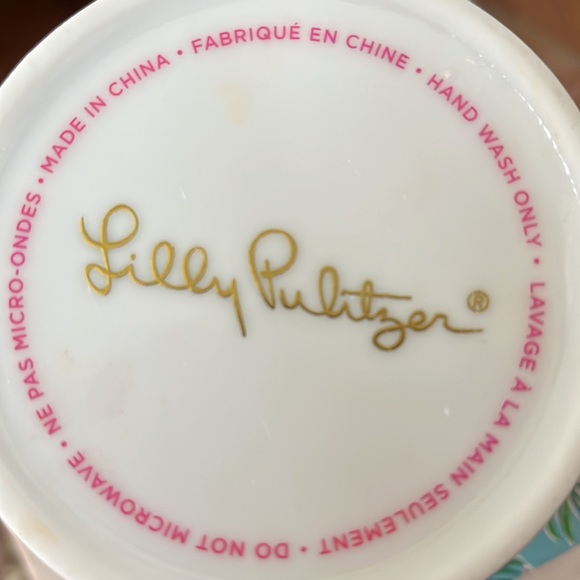 MADE IN CHINA • FABRIQUÉ EN CHINE • HAND WASH ONLY • LAVAGE À LA MAIN SEULEMENT • DO NOT MICROWAVE • NE PAS MICRO-ONDES •
Lilly Pulitzer®